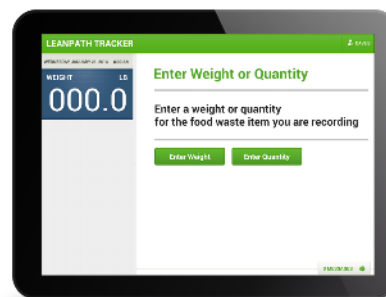 LEANPATH TRACKER
WEIGHT LB
000.0
Enter Weight or Quantity
Enter a weight or quantity
for the food waste item you are recording
Enter Weight Enter Quantity